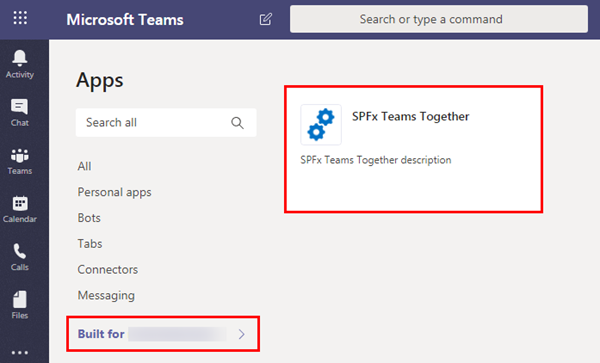 Microsoft Teams
Search or type a command
Activity
Chat
Teams
Calendar
Calls
Files
Apps
Search all
All
Personal apps
Bots
Tabs
Connectors
Messaging
Built for
SPFx Teams Together
SPFx Teams Together description